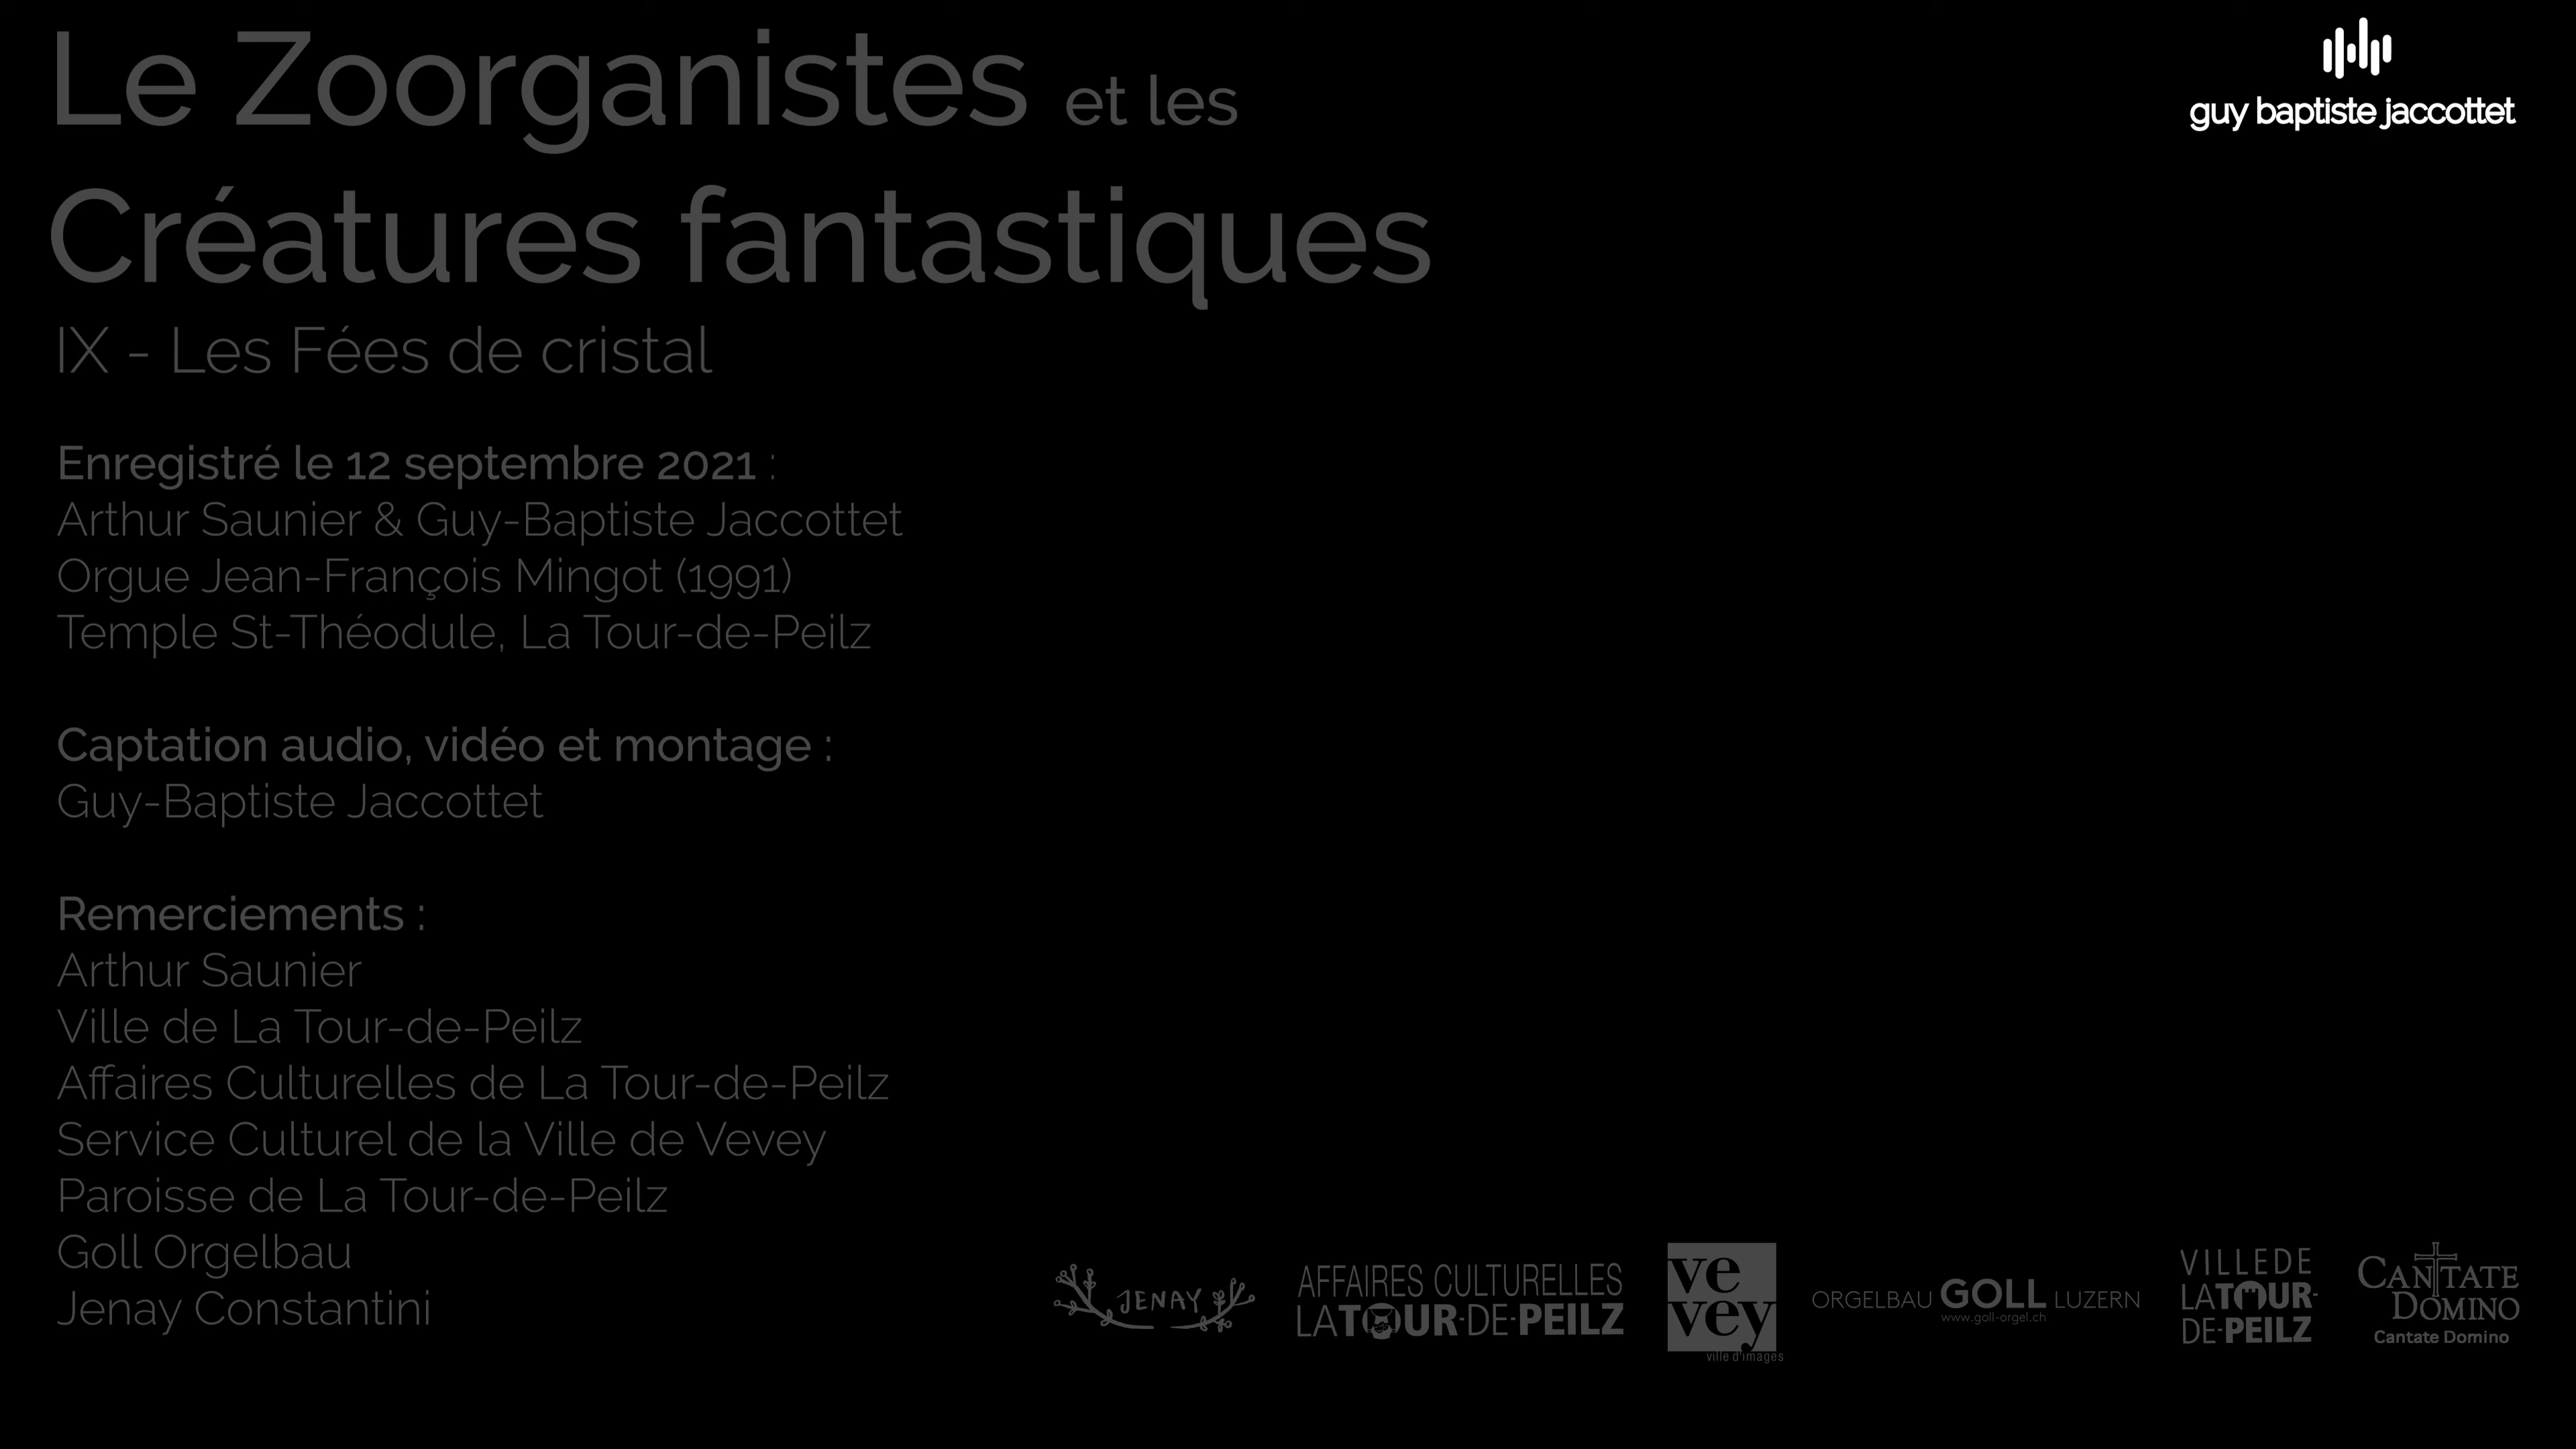 Le Zoorganistes et les
Créatures fantastiques
IX - Les Fées de cristal
guy baptiste jaccottet
Enregistré le 12 septembre 2021 :
Arthur Saunier & Guy-Baptiste Jaccottet
Orgue Jean-François Mingot (1991)
Temple St-Théodule, La Tour-de-Peilz
Captation audio, vidéo et montage :
Guy-Baptiste Jaccottet
Remerciements :
Arthur Saunier
Ville de La Tour-de-Peilz
Affaires Culturelles de La Tour-de-Peilz
Service Culturel de la Ville de Vevey
Paroisse de La Tour-de-Peilz
Goll Orgelbau
Jenay Constantini
JENAY
AFFAIRES CULTURELLES
LA TOUR-DE-PEILZ
ve
vey
ville d'images
ORGELBAU GOLL LUZERN
www.goll-orgel.ch
VILLE DE
LA TOUR-
DE-PEILZ
CANTATE
DOMINO
Cantate Domino